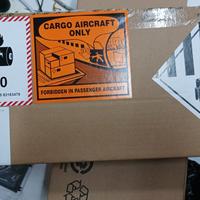 CARGO AIRCRAFT
ONLY
FORBIDDEN IN PASSENGER AIRCRAFT